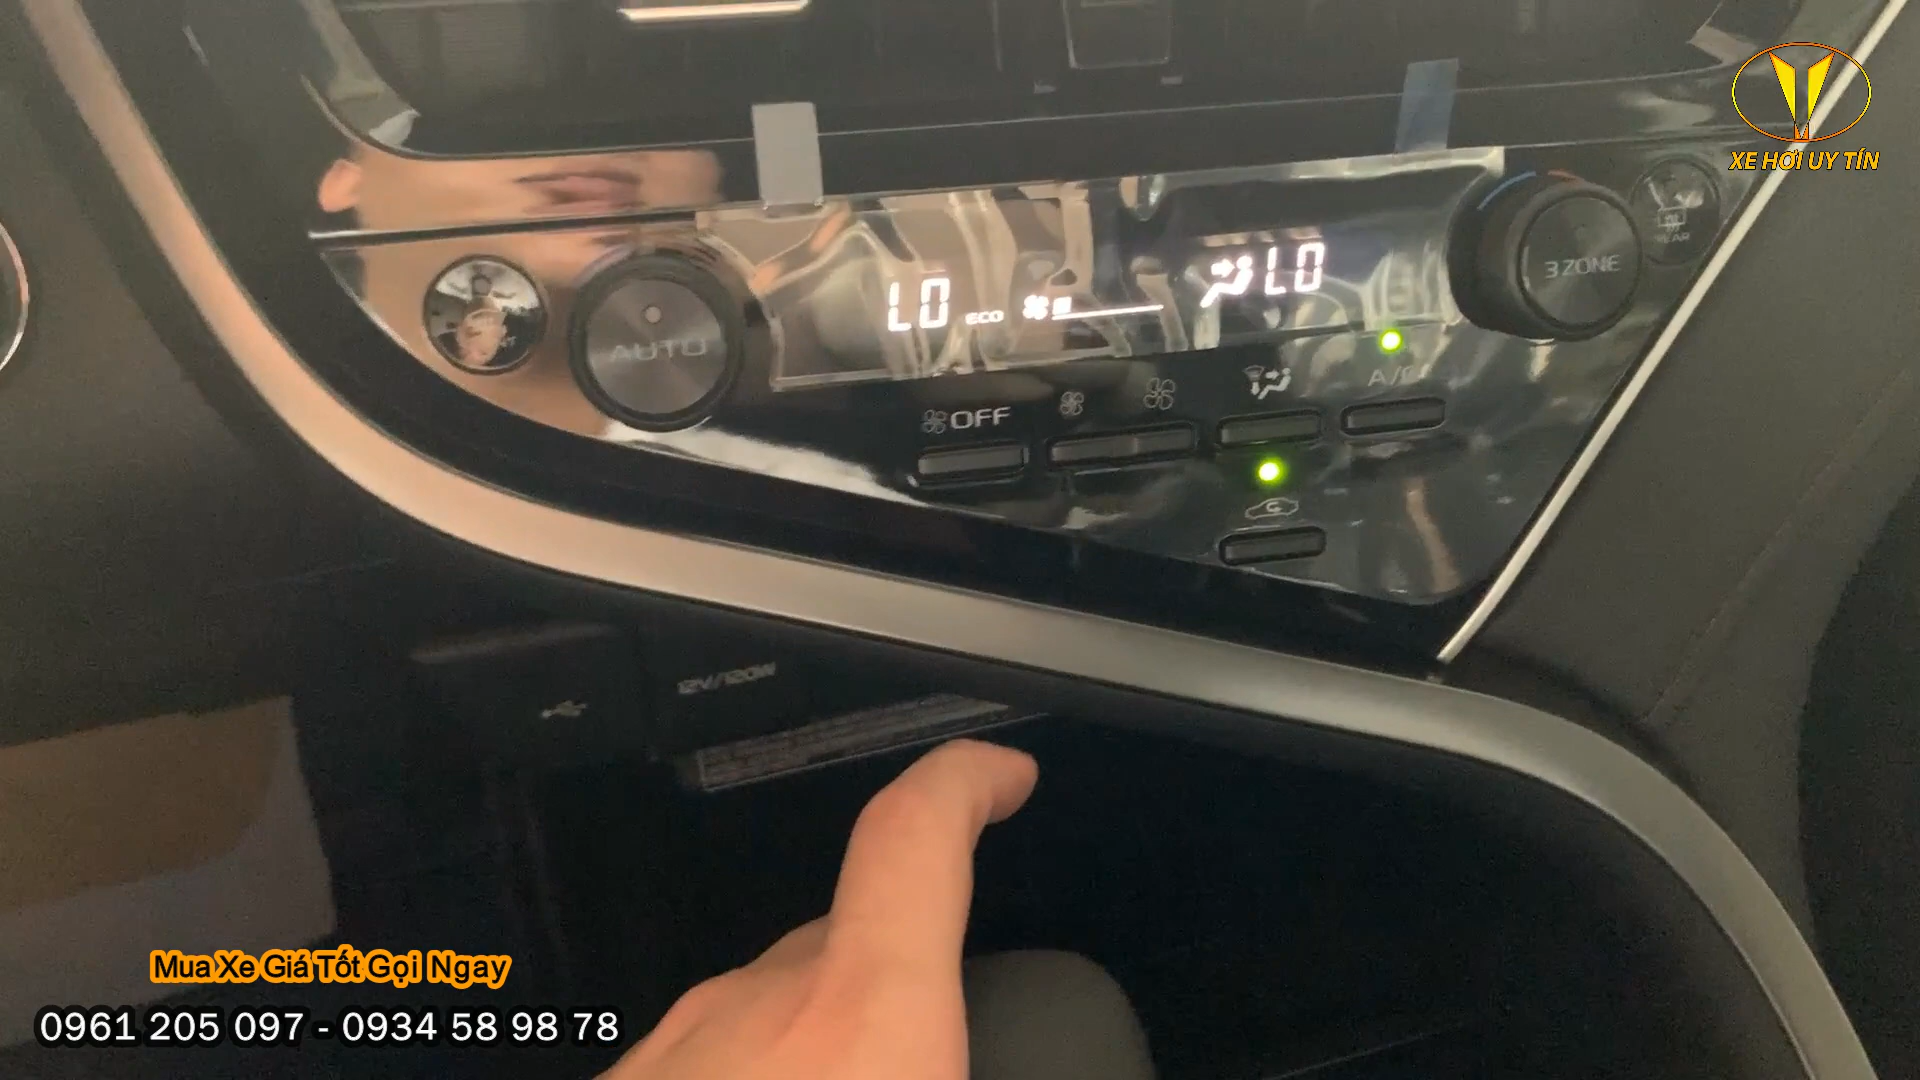 XE HƠI UY TÍN
3 ZONE
REAR
LO ECO LO
AUTO
OFF
A/C
12V/120W
Mua Xe Giá Tốt Gọi Ngay
0961 205 097 - 0934 58 98 78